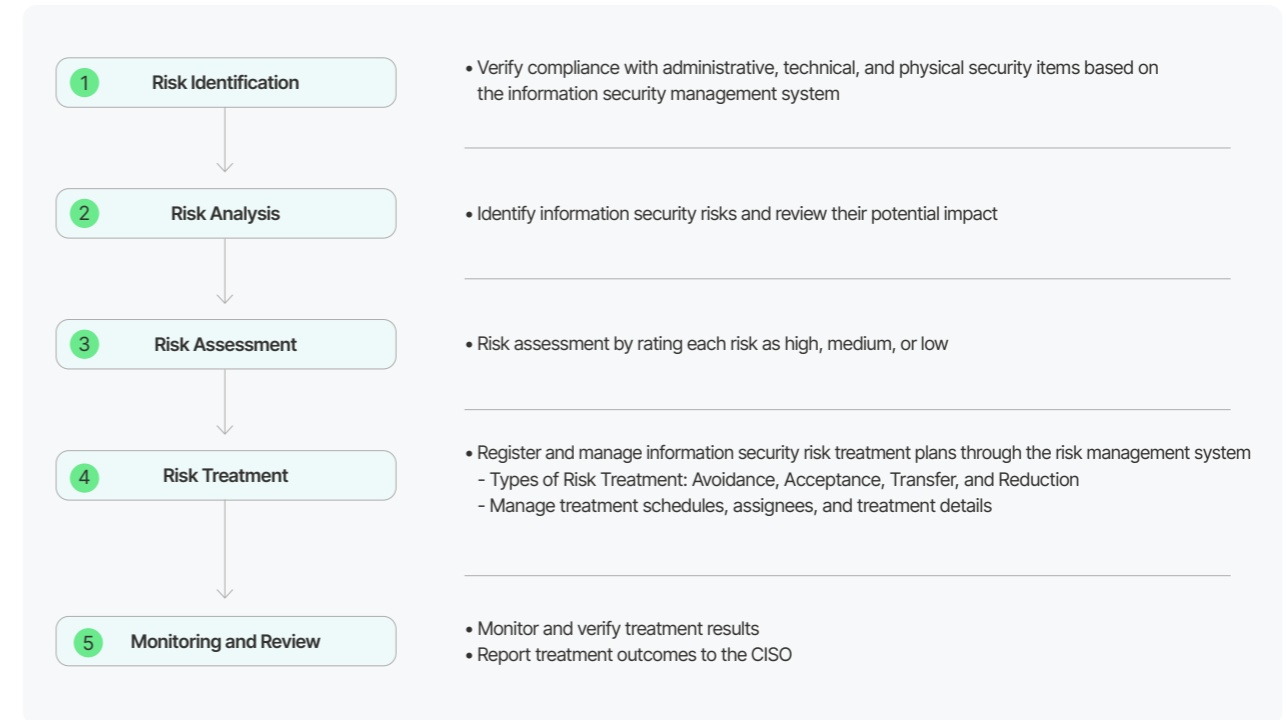 1 Risk Identification
• Verify compliance with administrative, technical, and physical security items based on
the information security management system
2 Risk Analysis
• Identify information security risks and review their potential impact
3 Risk Assessment
• Risk assessment by rating each risk as high, medium, or low
4 Risk Treatment
• Register and manage information security risk treatment plans through the risk management system
- Types of Risk Treatment: Avoidance, Acceptance, Transfer, and Reduction
- Manage treatment schedules, assignees, and treatment details
5 Monitoring and Review
• Monitor and verify treatment results
• Report treatment outcomes to the CISO